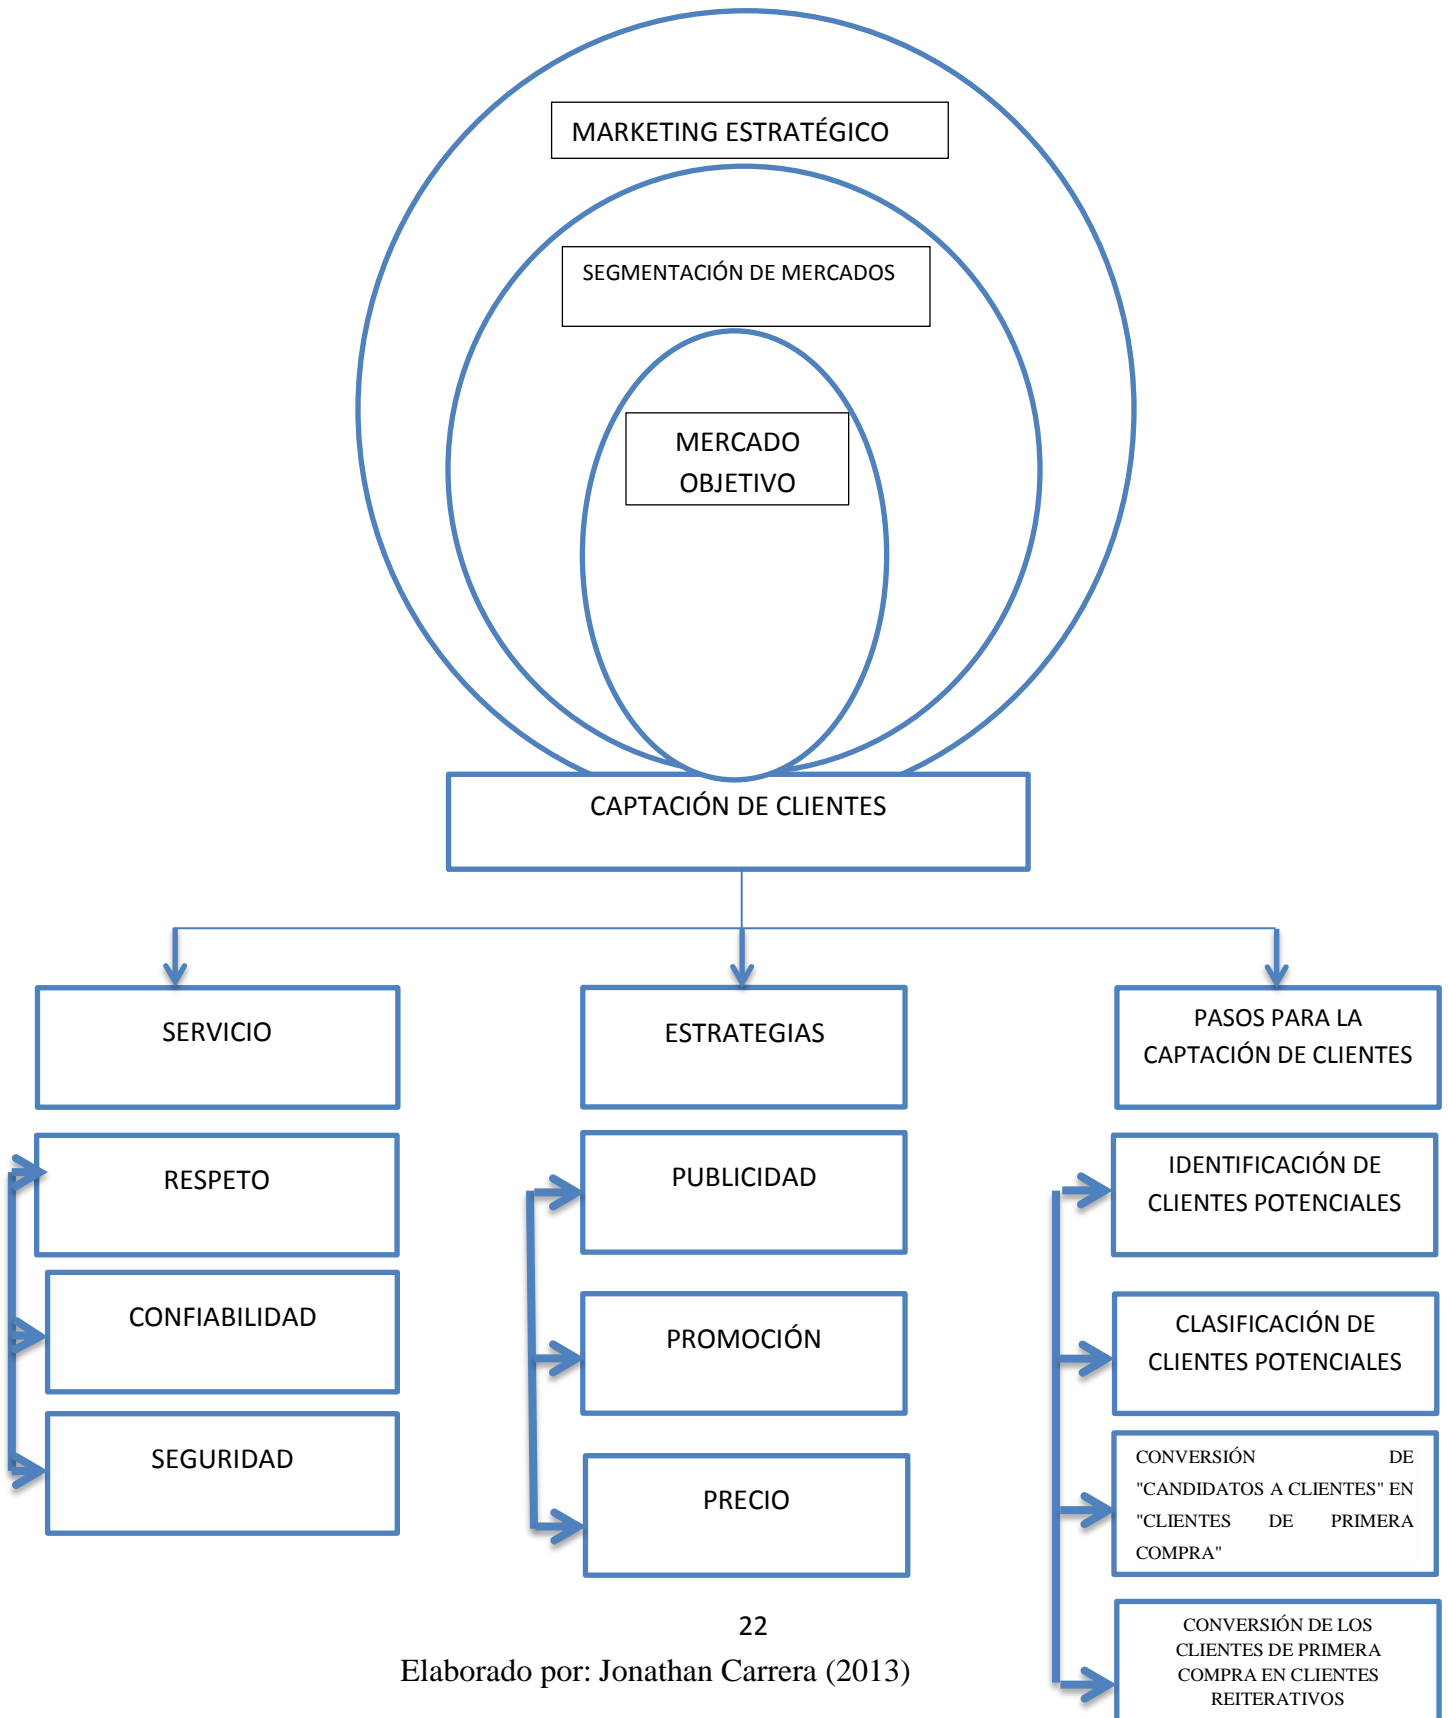 MARKETING ESTRATÉGICO
SEGMENTACIÓN DE MERCADOS
MERCADO
OBJETIVO
CAPTACIÓN DE CLIENTES
SERVICIO
RESPETO
CONFIABILIDAD
SEGURIDAD
ESTRATEGIAS
PUBLICIDAD
PROMOCIÓN
PRECIO
PASOS PARA LA
CAPTACIÓN DE CLIENTES
IDENTIFICACIÓN DE
CLIENTES POTENCIALES
CLASIFICACIÓN DE
CLIENTES POTENCIALES
CONVERSIÓN DE
"CANDIDATOS A CLIENTES" EN
"CLIENTES DE PRIMERA
COMPRA"
CONVERSIÓN DE LOS
CLIENTES DE PRIMERA
COMPRA EN CLIENTES
REITERATIVOS
22
Elaborado por: Jonathan Carrera (2013)